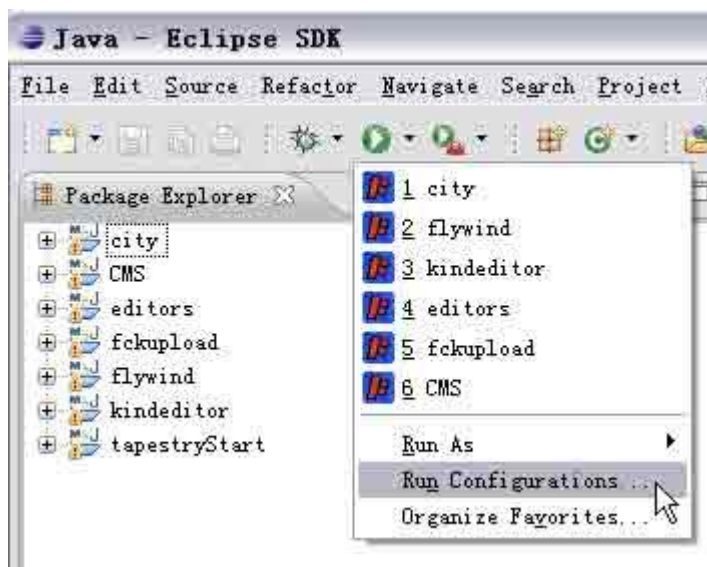 Java - Eclipse SDK
File Edit Source Refactor Navigate Search Project
Package Explorer
city
CMS
editors
fckupload
flywind
kindeditor
tapestryStart
1 city
2 flywind
3 kindeditor
4 editors
5 fckupload
6 CMS
Run As
Run Configurations...
Organize Favorites...